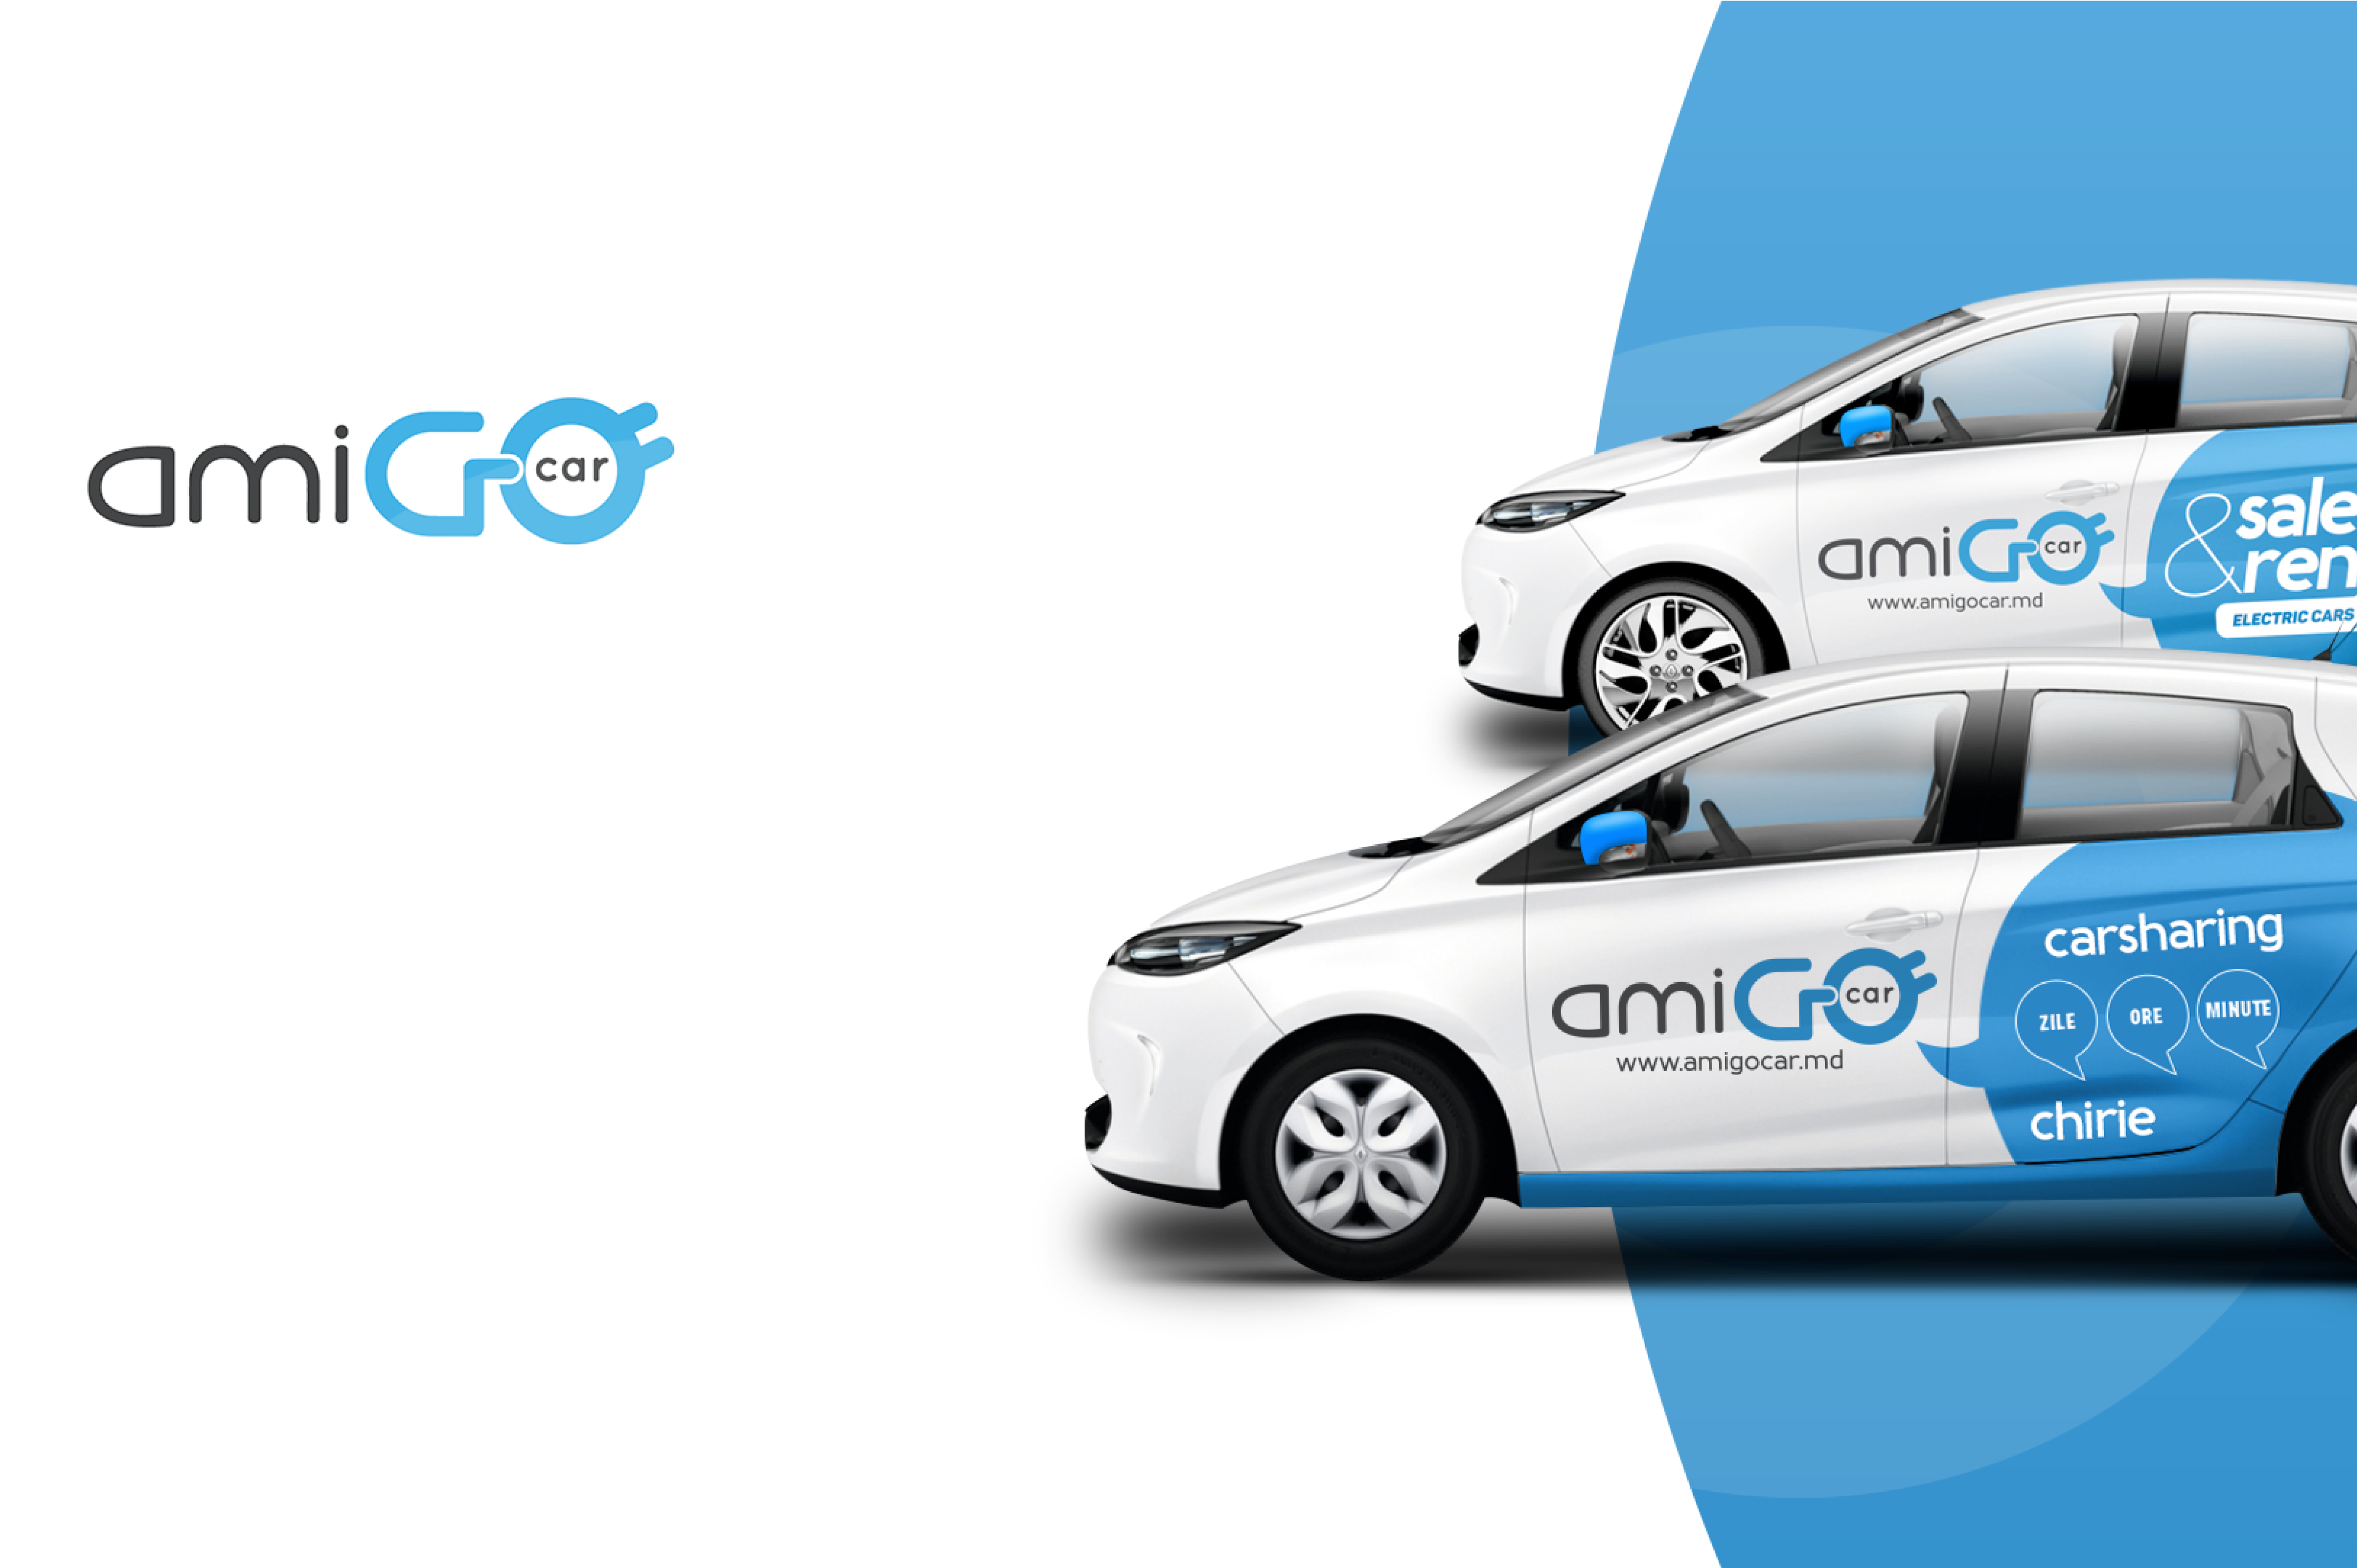 amiGO car
amiGO car
www.amigocar.md
&
sale
ELECTRIC CARS
amiGO car
www.amigocar.md
carsharing
ZILE ORE MINUTE
chirie